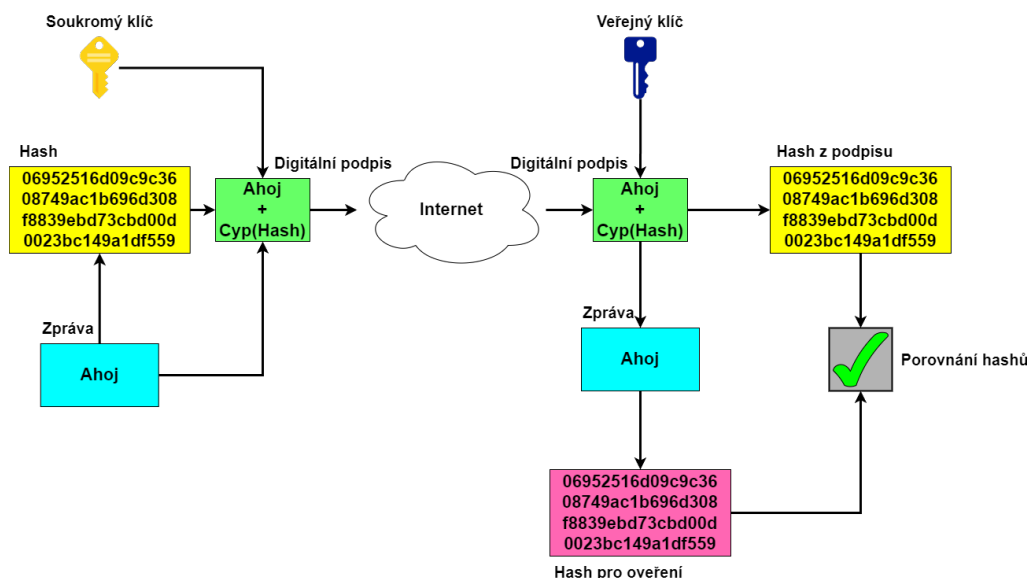 Soukromý klíč
Veřejný klíč
Hash
06952516d09c9c36
08749ac1b696d308
f8839ebd73cbd00d
0023bc149a1df559
Digitální podpis
Ahoj
+
Cyp(Hash)
Internet
Digitální podpis
Ahoj
+
Cyp(Hash)
Hash z podpisu
06952516d09c9c36
08749ac1b696d308
f8839ebd73cbd00d
0023bc149a1df559
Zpráva
Ahoj
Zpráva
Ahoj
Porovnání hashů
06952516d09c9c36
08749ac1b696d308
f8839ebd73cbd00d
0023bc149a1df559
Hash pro oveření